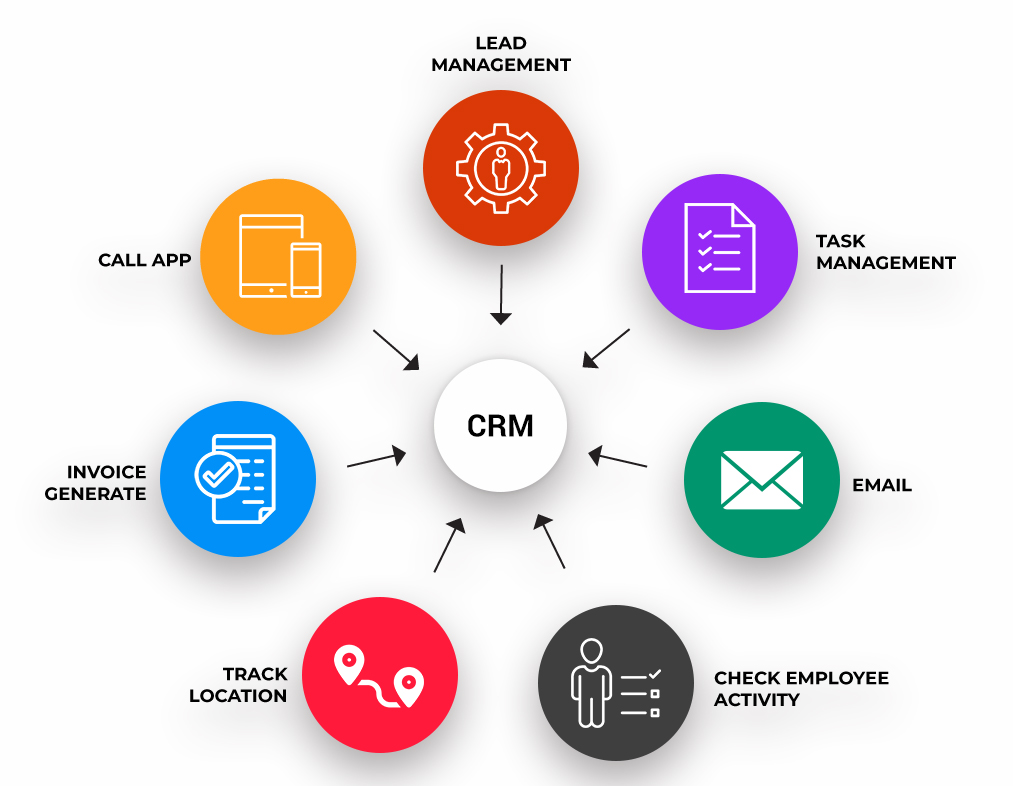 LEAD
MANAGEMENT
CALL APP
TASK
MANAGEMENT
CRM
INVOICE
GENERATE
EMAIL
TRACK
LOCATION
CHECK EMPLOYEE
ACTIVITY